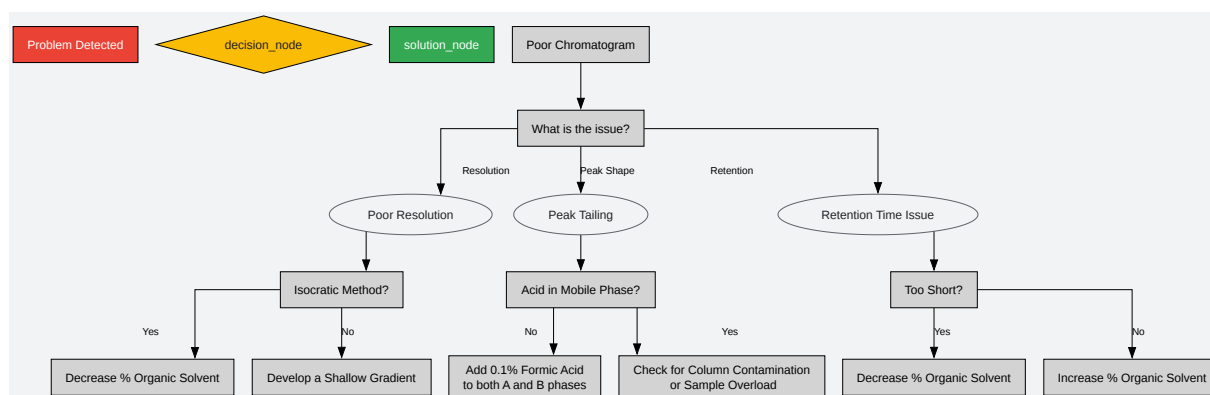 Problem Detected
decision_node
solution_node
Poor Chromatogram
What is the issue?
Resolution
Peak Shape
Retention
Poor Resolution
Peak Tailing
Retention Time Issue
Isocratic Method?
Acid in Mobile Phase?
Too Short?
Yes
No
No
Yes
Yes
No
Decrease % Organic Solvent
Develop a Shallow Gradient
Add 0.1% Formic Acid
to both A and B phases
Check for Column Contamination
or Sample Overload
Decrease % Organic Solvent
Increase % Organic Solvent